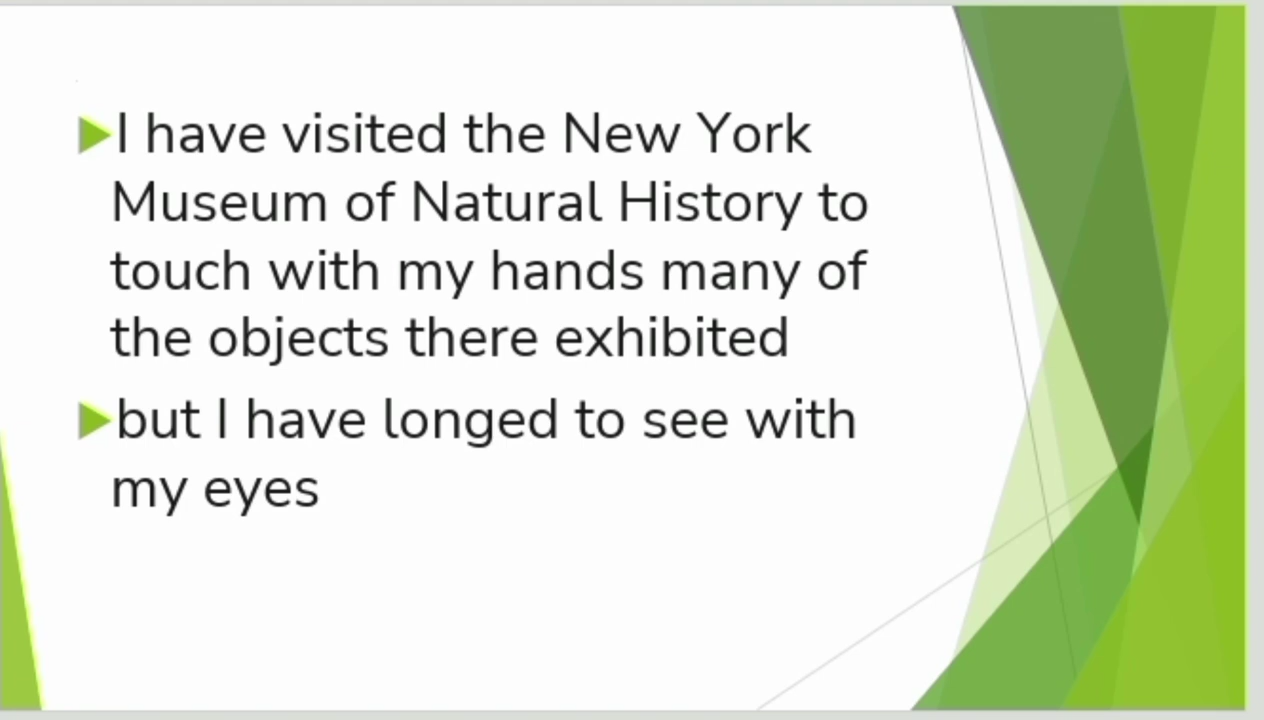 I have visited the New York
Museum of Natural History to
touch with my hands many of
the objects there exhibited
but I have longed to see with
my eyes